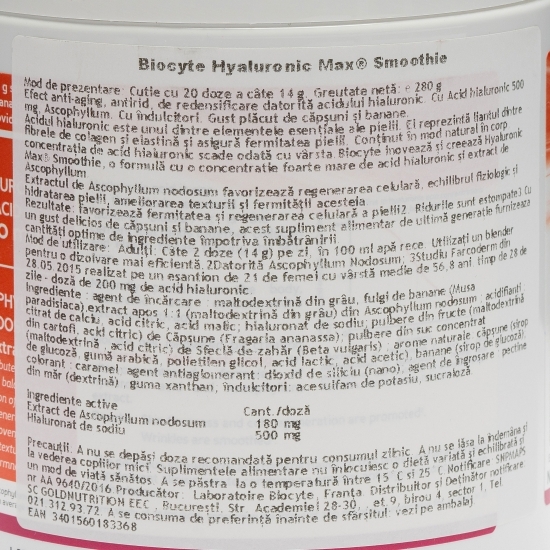 Biocyte Hyaluronic Max® Smoothie
Mod de prezentare: Cutie cu 20 doze a câte 14 g. Greutate netă: ℮ 280 g
Efect anti-aging, antirid, de redensificare datorită acidului hialuronic. Cu Acid hialuronic 500
mg, Ascophyllum. Cu îndulcitori. Gust plăcut de căpșuni și banane.
Acidul hialuronic este unul dintre elementele esențiale ale pielii. Ei reprezintă liantul dintre
fibrele de colagen și elastină și asigură fermitatea pielii. Conținut în mod natural în corp
concentrația de acid hialuronic scade odată cu vârsta. Biocyte inovează și creează Hyaluronic
Max® Smoothie, o formulă cu o concentrație foarte mare de acid hialuronic și extract de
Ascophyllum
Extractul de Ascophyllum nodosum favorizează regenerarea celulară, echilibrul fiziologic și
hidratarea pielii, ameliorarea texturii și fermității acesteia.
Rezultate: favorizează fermitatea și regenerarea celulară a pielii2. Ridurile sunt estompate3. Cu
un gust delicios de căpșuni și banane, acest supliment alimentar de ultimă generație furnizează
cantități optime de ingrediente împotriva îmbătrânirii
Mod de utilizare: Adulți: Câte 2 doze (14 g) pe zi, în 100 ml apă rece. Utilizați un blender
pentru o dizolvare mai eficientă. 2Datorită Ascophyllum Nodosum; 3Studiu Farcoderm din
28 05 2015 realizat pe un eșantion de 21 de femei cu vârstă medie de 56,8 ani timp de 28 de
zile - doză de 200 mg de acid hialuronic.
Ingrediente : agent de încărcare : maltodextrină din grâu, fulgi de banane (Musa
paradisiaca),extract apos 1:1 (maltodextrină din grâu) din Ascophyllum nodosum , acidifianți :
citrat de calciu, acid citric, acid malic; hialuronat de sodiu; pulbere din fructe (maltodextrină
din cartofi, acid citric) de Căpșune (Fragaria ananassa); pulbere din suc concentrat
(maltodextrină , acid citric) de Sfeclă de zahăr (Beta vulgaris) ; arome naturale: căpșune (sirop
de glucoză, gumă arabică, polietilen glicol, acid lactic, acid acetic), banane (sirop de glucoză),
colorant : caramel; agent antiaglomerant: dioxid de siliciu (nano), agent de îngroșare : pectine
din măr (dextrină) , guma xanthan, îndulcitori: acesulfam de potasiu, sucraloză
Ingrediente active Cant./doză
Extract de Ascophyllum nodosum 180 mg
Hialuronat de sodiu 500 mg
Precauții. A nu se depăși doza recomandată pentru consumul zilnic. A nu se lăsa la îndemâna și
la vederea copiilor mici. Suplimentele alimentare nu înlocuiesc o dietă variată și echilibrată și
un mod de viață sănătos. A se păstra la o temperatură între 15 C și 25 C Notificare SNPMAPS
nr AA 9640/2016 Producător: Laboratoire Biocyte, Franța Distribuitor și Deținător notificare
SC GOLDNUTRITION EEC , București, Str Academiei 28-30, , et. 9, birou 4, sector 1, Tel.
021 312.93.72. A se consuma de preferință înainte de sfârșitul: vezi pe ambalaj
EAN 3401560183368